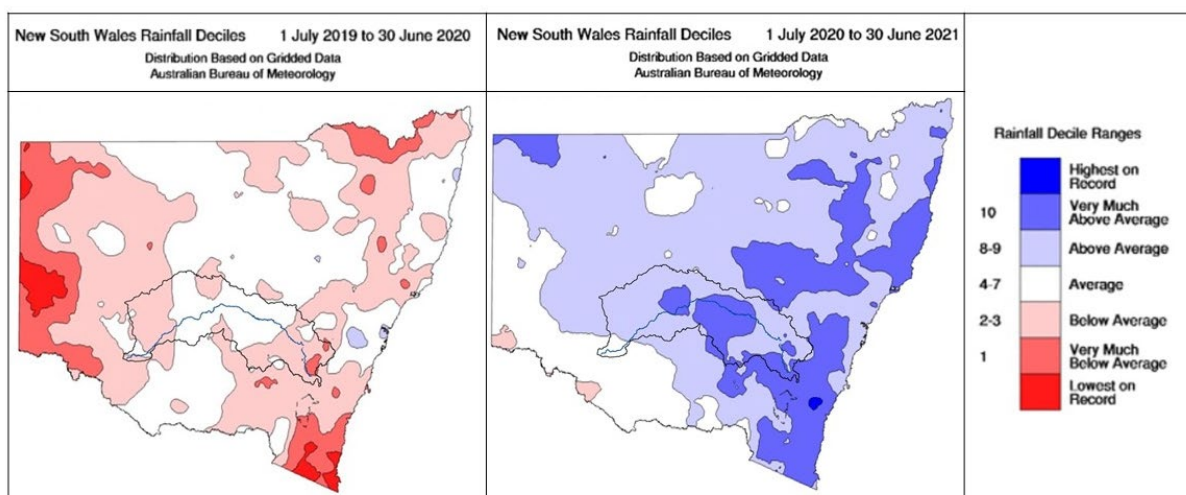 New South Wales Rainfall Deciles 1 July 2019 to 30 June 2020
Distribution Based on Gridded Data
Australian Bureau of Meteorology
New South Wales Rainfall Deciles 1 July 2020 to 30 June 2021
Distribution Based on Gridded Data
Australian Bureau of Meteorology
Rainfall Decile Ranges
Highest on
Record
10 Very Much
Above Average
8-9 Above Average
4-7 Average
2-3 Below Average
1 Very Much
Below Average
Lowest on
Record